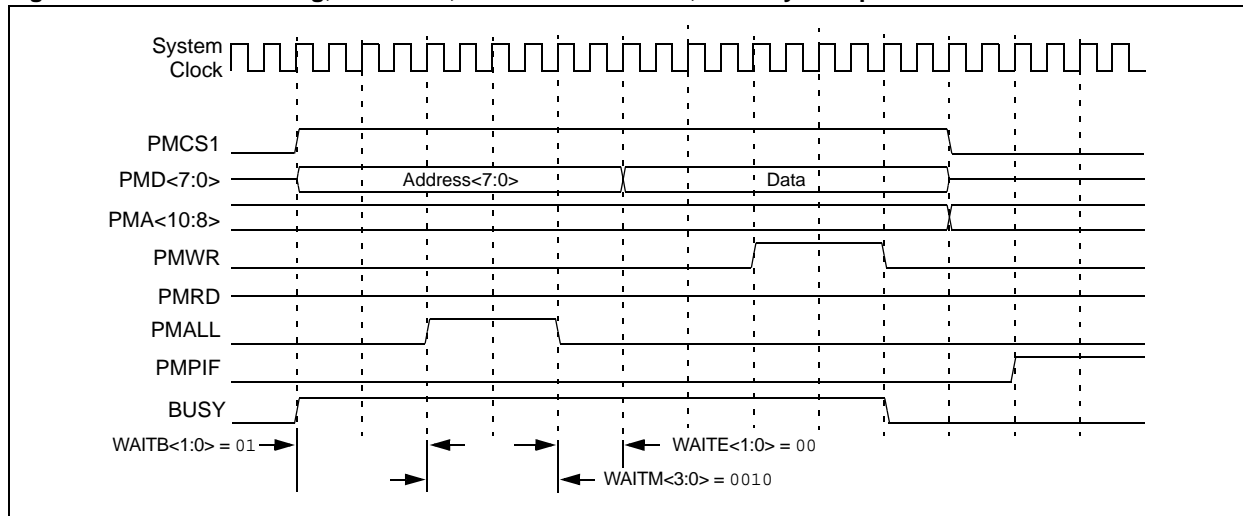 System
Clock
PMCS1
PMD<7:0>
Address<7:0>
Data
PMA<10:8>
PMWR
PMRD
PMALL
PMPIF
BUSY
WAITB<1:0> = 01
WAITE<1:0> = 00
WAITM<3:0> = 0010